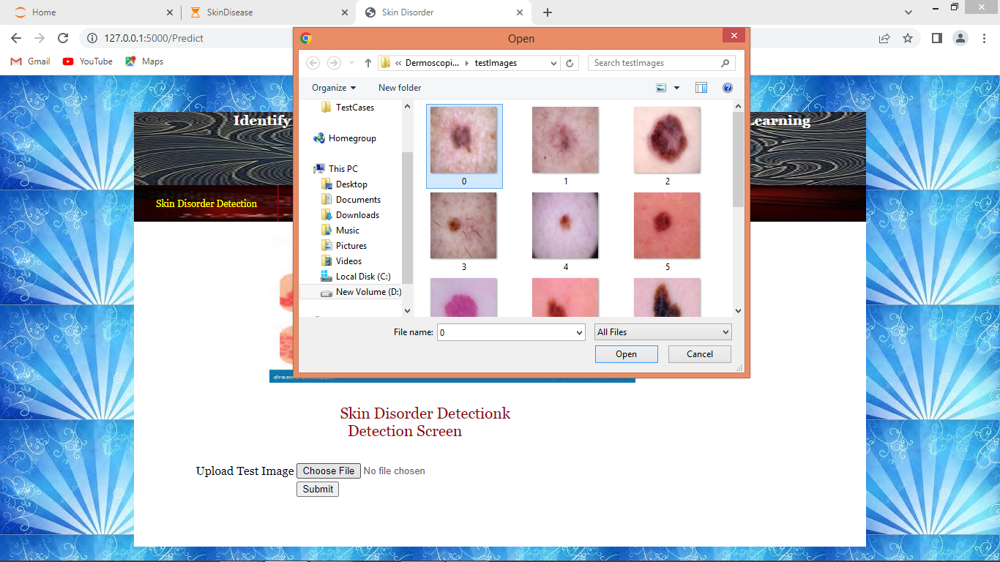 Home
SkinDisease
Skin Disorder
127.0.0.1:5000/Predict
Gmail
YouTube
Maps
Open
« Dermoscopi... testImages
Search testImages
Organize
New folder
TestCases
Homegroup
This PC
Desktop
Documents
Downloads
Music
Pictures
Videos
Local Disk (C:)
New Volume (D:)
0 1 2
3 4 5
File name: 0
All Files
Open Cancel
Identify
Learning
Skin Disorder Detection
Skin Disorder Detectionk
Detection Screen
Upload Test Image Choose File No file chosen
Submit